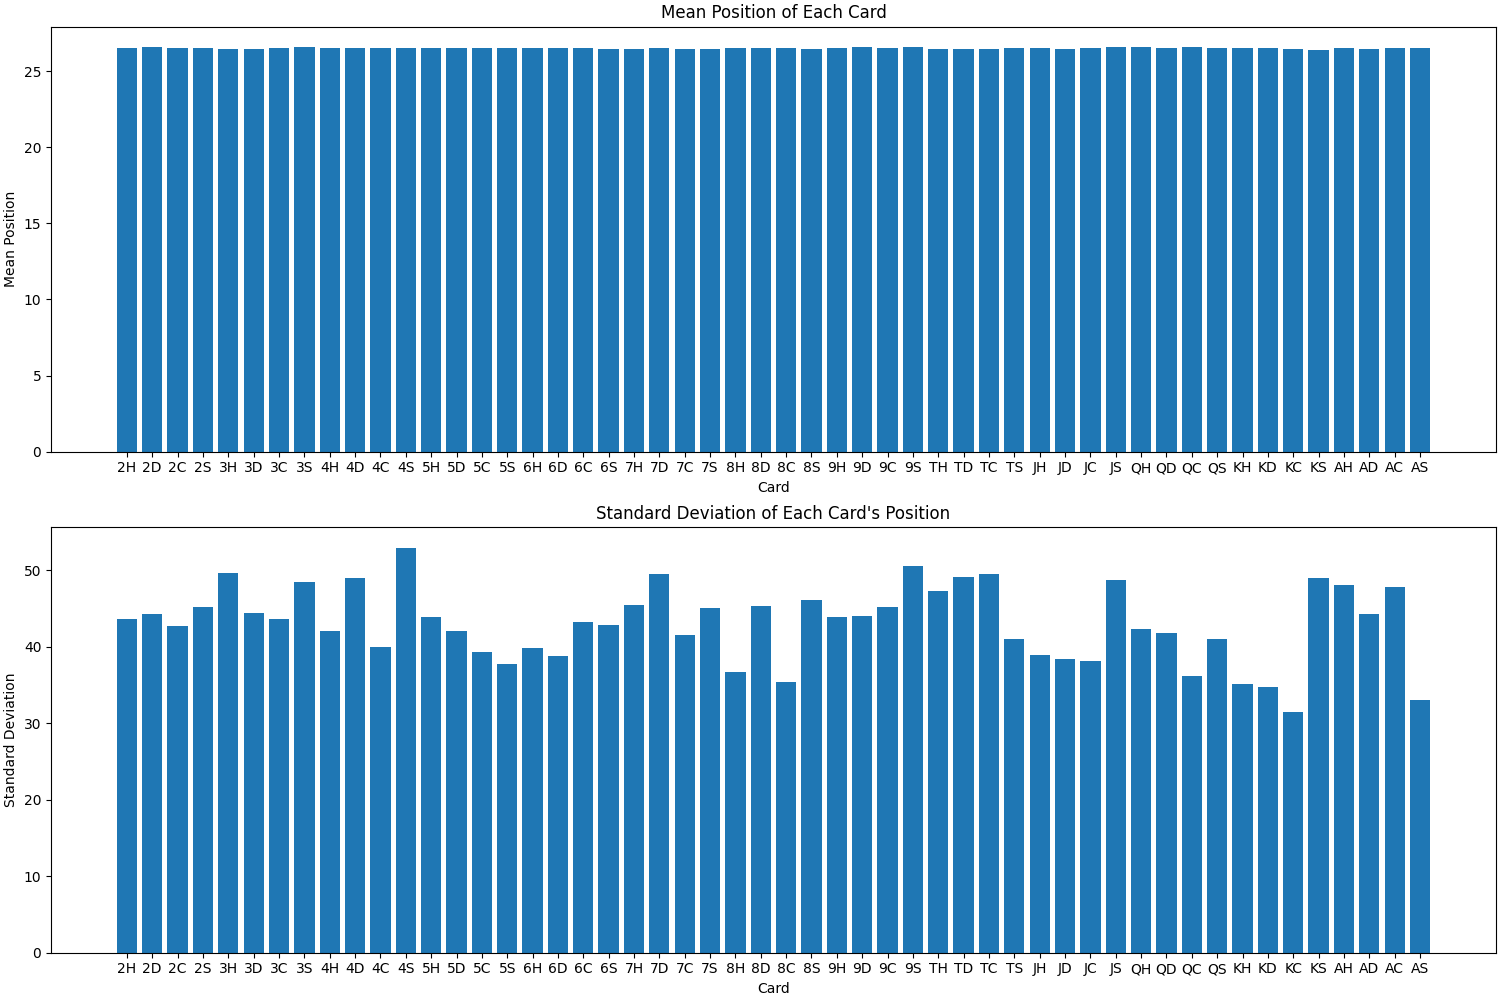 Mean Position of Each Card
Mean Position
25
20
15
10
5
0
2H 2D 2C 2S 3H 3D 3C 3S 4H 4D 4C 4S 5H 5D 5C 5S 6H 6D 6C 6S 7H 7D 7C 7S 8H 8D 8C 8S 9H 9D 9C 9S TH TD TC TS JH JD JC JS QH QD QC QS KH KD KC KS AH AD AC AS
Card
Standard Deviation of Each Card's Position
Standard Deviation
50
40
30
20
10
0
2H 2D 2C 2S 3H 3D 3C 3S 4H 4D 4C 4S 5H 5D 5C 5S 6H 6D 6C 6S 7H 7D 7C 7S 8H 8D 8C 8S 9H 9D 9C 9S TH TD TC TS JH JD JC JS QH QD QC QS KH KD KC KS AH AD AC AS
Card